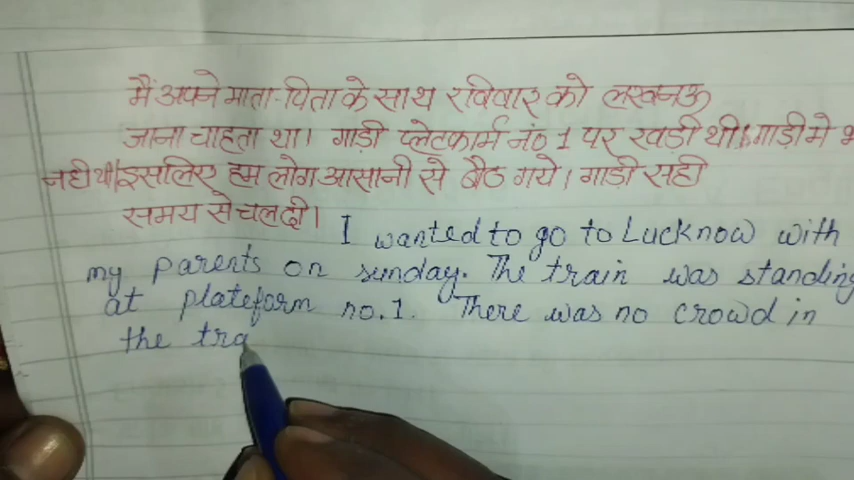 मैं अपने माता-पिता के साथ रविवार को लखनऊ
जाना चाहता था। गाड़ी प्लेटफार्म नं० 1 पर खडी थी। गाड़ी मे
नही थी। इसलिए हम लोग आसानी से बैठ गये। गाडी सही
समय से चल दी।
I wanted to go to Lucknow with
my parents on sunday. The train was standing
at plateform no.1. There was no crowd in
the tra